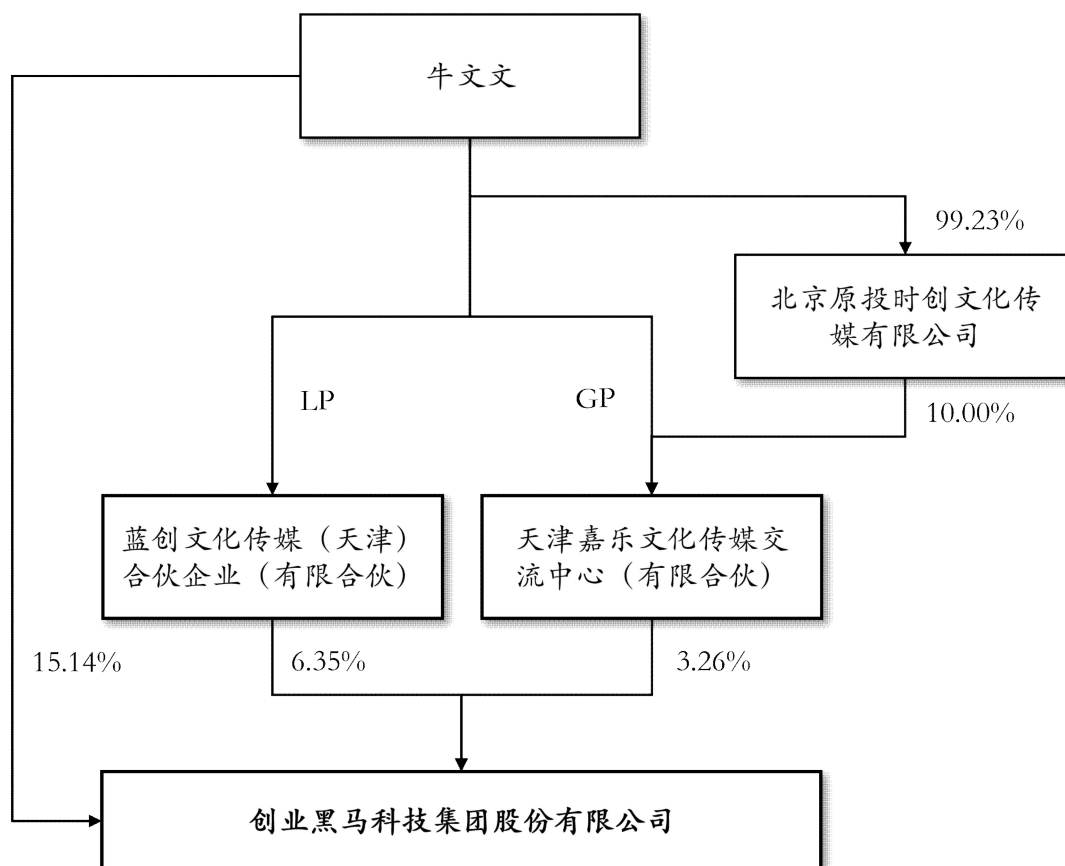 牛文文
99.23%
北京原投时创文化传
媒有限公司
LP
GP
10.00%
蓝创文化传媒（天津）
合伙企业（有限合伙）
天津嘉乐文化传媒交
流中心（有限合伙）
15.14%
6.35%
3.26%
创业黑马科技集团股份有限公司